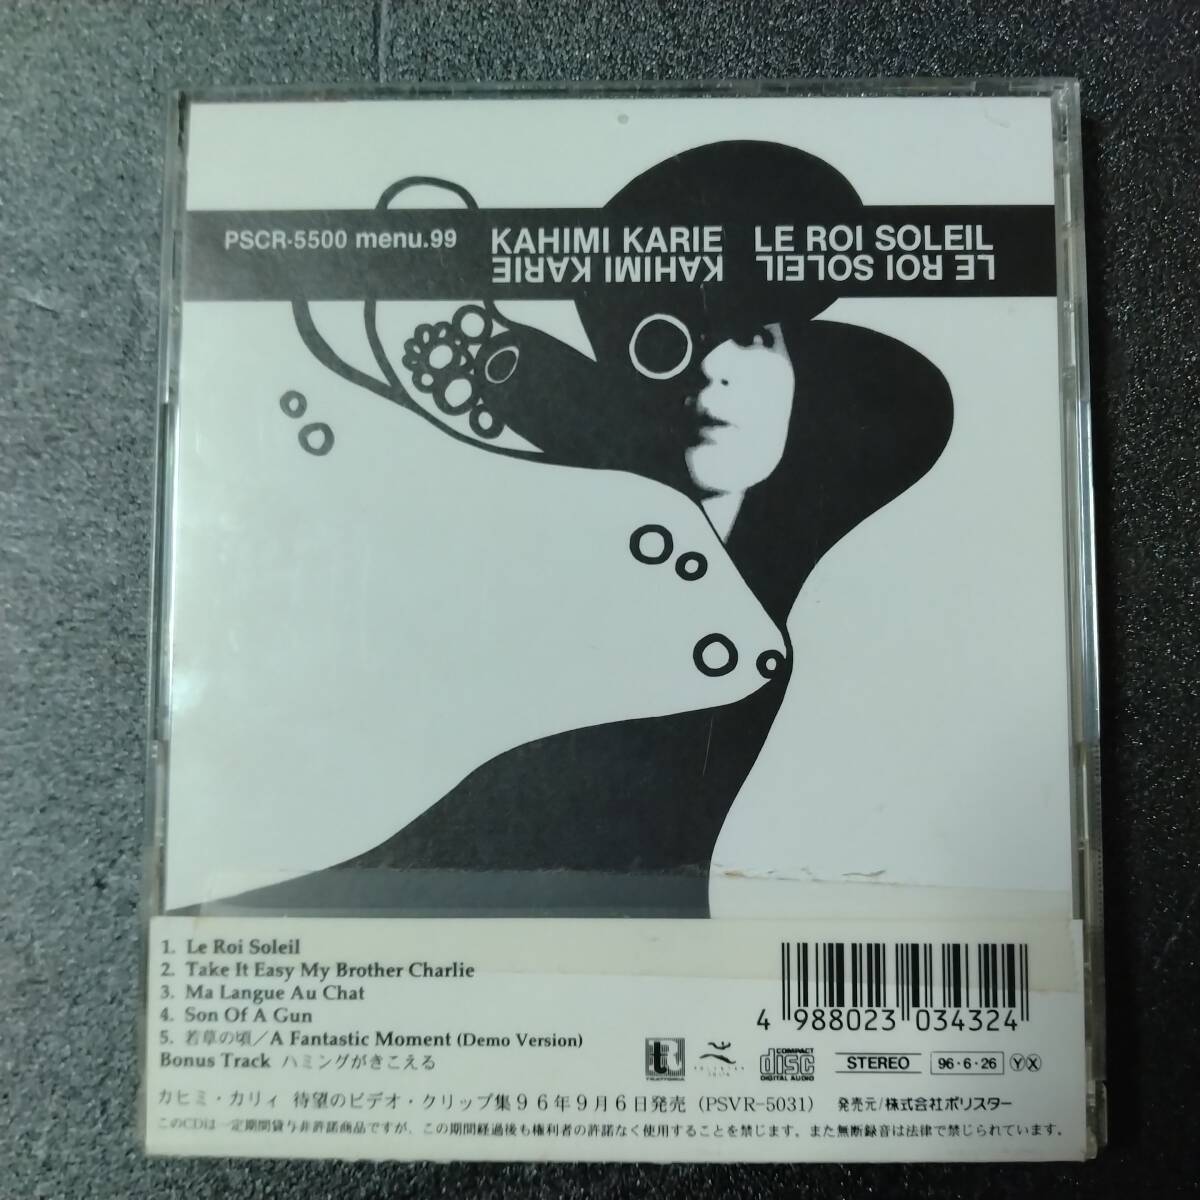 PSCR-5500 menu.99 KAHIMI KARIE LE ROI SOLEIL
KAHIMI KARIE LE ROI SOLEIL
1. Le Roi Soleil
2. Take It Easy My Brother Charlie
3. Ma Langue Au Chat
4. Son Of A Gun
5. 若草の頃／A Fantastic Moment (Demo Version)
Bonus Track ハミングがきこえる
4 988023 034324
COMPACT
disc
DIGITAL AUDIO
STEREO
96・6・26
Ⓨ Ⓧ
カヒミ・カリィ 待望のビデオ・クリップ集９６年９月６日発売（PSVR-5031） 発売元/株式会社ポリスター
このCDは一定期間貸与非許諾商品ですが、この期間経過後も権利者の許諾なく使用することを禁じます。また無断録音は法律で禁じられています。